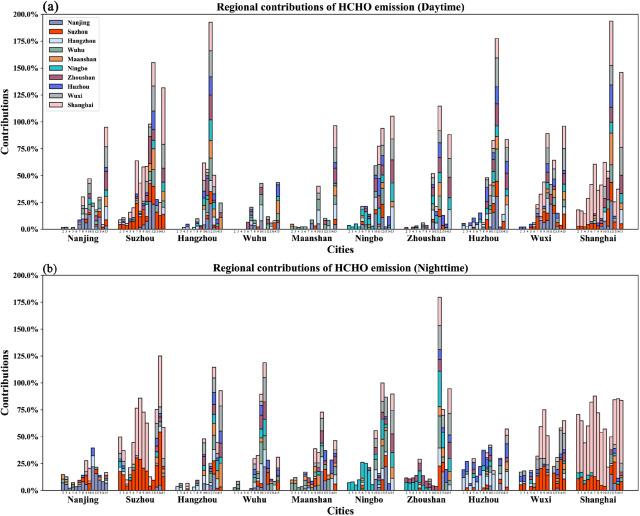 (a) Regional contributions of HCHO emission (Daytime)
200.0%
175.0%
150.0%
125.0%
100.0%
75.0%
50.0%
25.0%
0.0%
Contributions
Nanjing
Suzhou
Hangzhou
Wuhu
Maanshan
Ningbo
Zhoushan
Huzhou
Wuxi
Shanghai
Nanjing Suzhou Hangzhou Wuhu Maanshan Ningbo Zhoushan Huzhou Wuxi Shanghai
Cities
(b) Regional contributions of HCHO emission (Nighttime)
200.0%
175.0%
150.0%
125.0%
100.0%
75.0%
50.0%
25.0%
0.0%
Contributions
Nanjing Suzhou Hangzhou Wuhu Maanshan Ningbo Zhoushan Huzhou Wuxi Shanghai
Cities